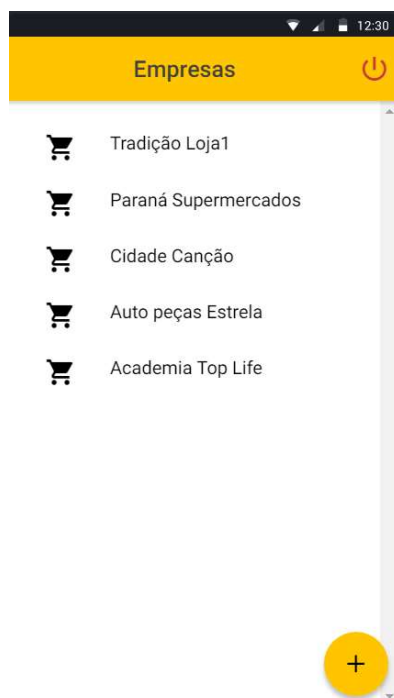 12:30
Empresas
Tradição Loja1
Paraná Supermercados
Cidade Canção
Auto peças Estrela
Academia Top Life
+